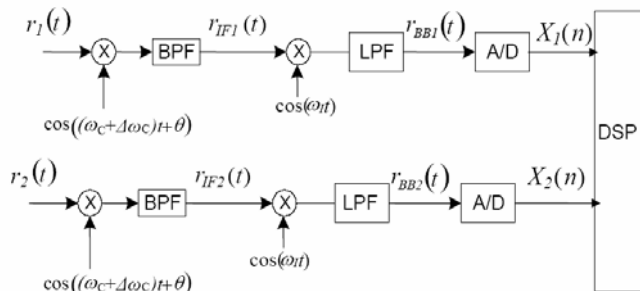 r1(t) X BPF rIF1(t) X LPF rBB1(t) A/D X1(n)
cos((ωC+ΔωC)t+θ) cos(ωIt)
DSP
r2(t) X BPF rIF2(t) X LPF rBB2(t) A/D X2(n)
cos((ωC+ΔωC)t+θ) cos(ωIt)